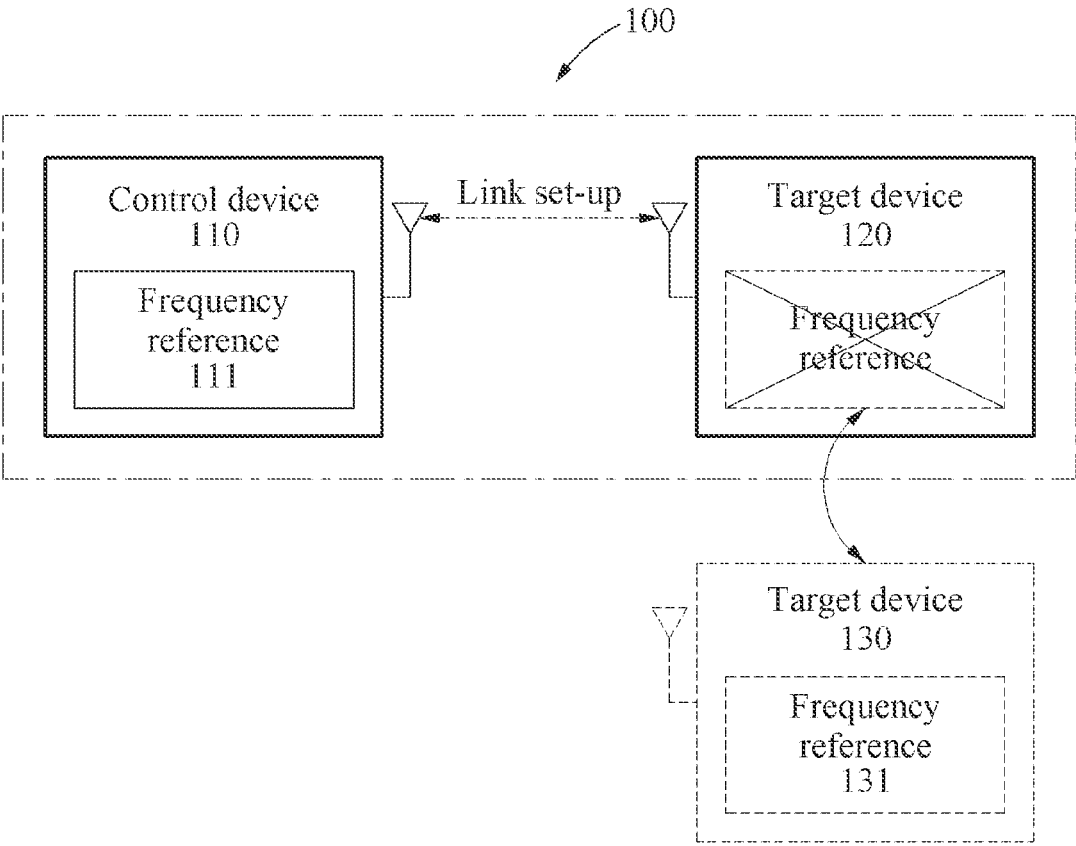 100
Control device
110
Frequency
reference
111
Link set-up
Target device
120
Frequency
reference
Target device
130
Frequency
reference
131